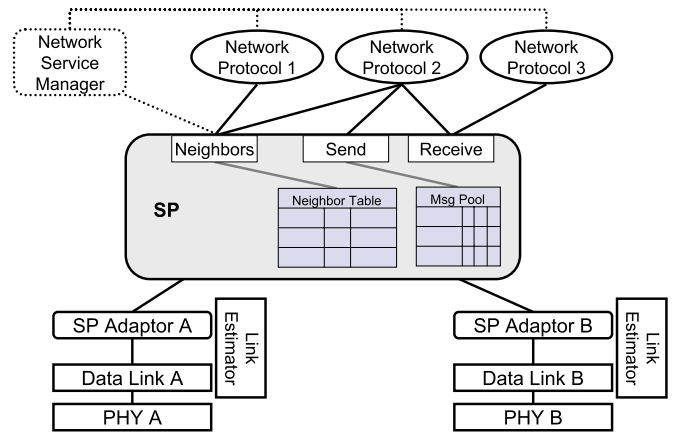 Network
Service
Manager
Network
Protocol 1
Network
Protocol 2
Network
Protocol 3
Neighbors
Send
Receive
SP
Neighbor Table
Msg Pool
SP Adaptor A
Link
Estimator
Data Link A
PHY A
SP Adaptor B
Link
Estimator
Data Link B
PHY B